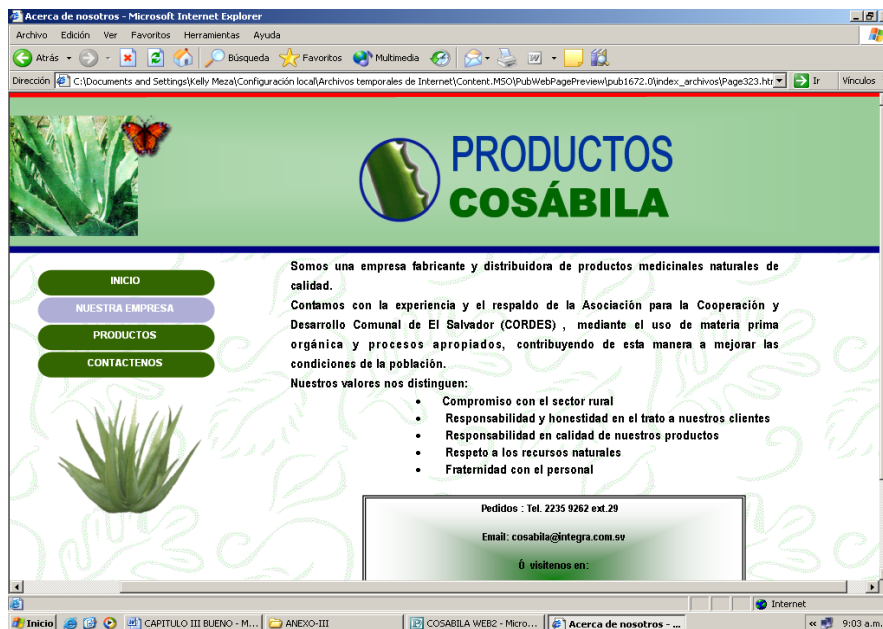 Acerca de nosotros - Microsoft Internet Explorer
Archivo Edición Ver Favoritos Herramientas Ayuda
Atrás Búsqueda Favoritos Multimedia
Dirección C:\Documents and Settings\Kelly Meza\Configuración local\Archivos temporales de Internet\Content.MSO\PubWebPagePreview\pub1672.0\index_archivos\Page323.htm Ir Vínculos
PRODUCTOS
COSÁBILA
INICIO
NUESTRA EMPRESA
PRODUCTOS
CONTACTENOS
Somos una empresa fabricante y distribuidora de productos medicinales naturales de
calidad.
Contamos con la experiencia y el respaldo de la Asociación para la Cooperación y
Desarrollo Comunal de El Salvador (CORDES) , mediante el uso de materia prima
orgánica y procesos apropiados, contribuyendo de esta manera a mejorar las
condiciones de la población.
Nuestros valores nos distinguen:
• Compromiso con el sector rural
• Responsabilidad y honestidad en el trato a nuestros clientes
• Responsabilidad en calidad de nuestros productos
• Respeto a los recursos naturales
• Fraternidad con el personal
Pedidos : Tel. 2235 9262 ext.29
Email: cosabila@integra.com.sv
Ó visitenos en:
Internet
Inicio CAPITULO III BUENO - M... ANEXO-III COSABILA WEB2 - Micro... Acerca de nosotros - ... 9:03 a.m.